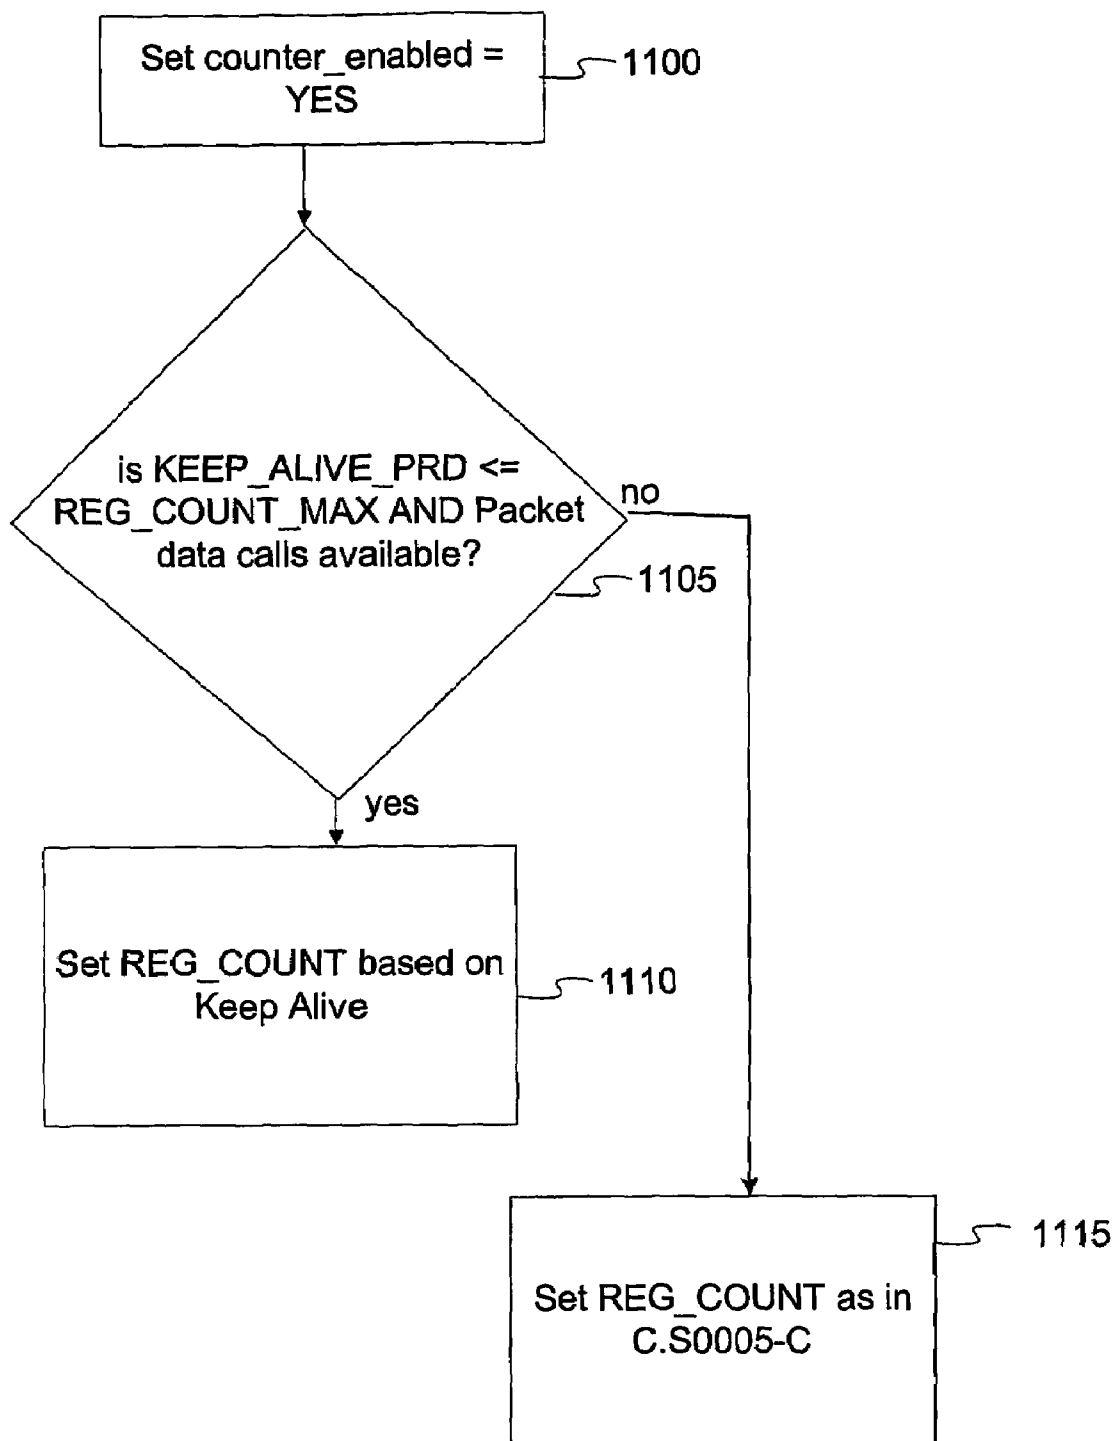 Set counter_enabled =
YES
1100
is KEEP_ALIVE_PRD <=
REG_COUNT_MAX AND Packet
data calls available?
no
1105
yes
Set REG_COUNT based on
Keep Alive
1110
1115
Set REG_COUNT as in
C.S0005-C